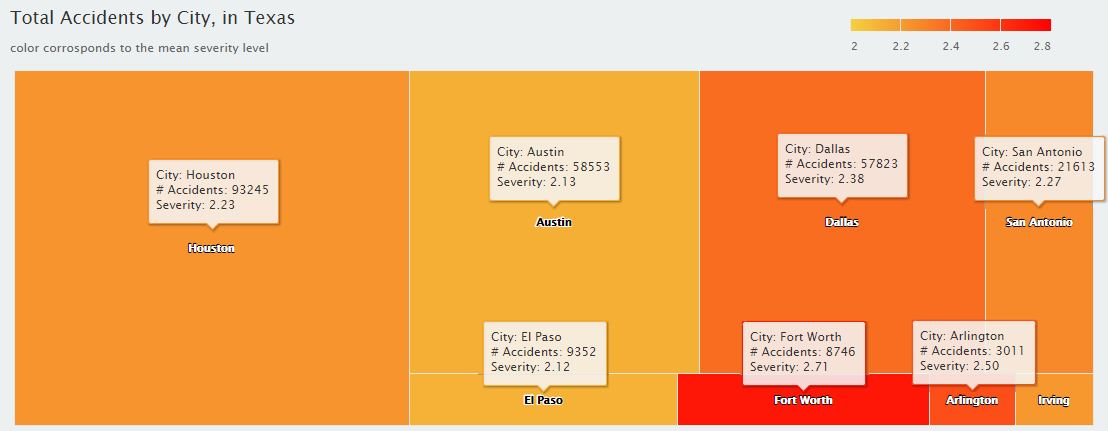 Total Accidents by City, in Texas
color corrosponds to the mean severity level
2 2.2 2.4 2.6 2.8
City: Houston
# Accidents: 93245
Severity: 2.23
Houston
City: Austin
# Accidents: 58553
Severity: 2.13
Austin
City: Dallas
# Accidents: 57823
Severity: 2.38
Dallas
City: San Antonio
# Accidents: 21613
Severity: 2.27
San Antonio
City: El Paso
# Accidents: 9352
Severity: 2.12
El Paso
City: Fort Worth
# Accidents: 8746
Severity: 2.71
Fort Worth
City: Arlington
# Accidents: 3011
Severity: 2.50
Arlington
Irving